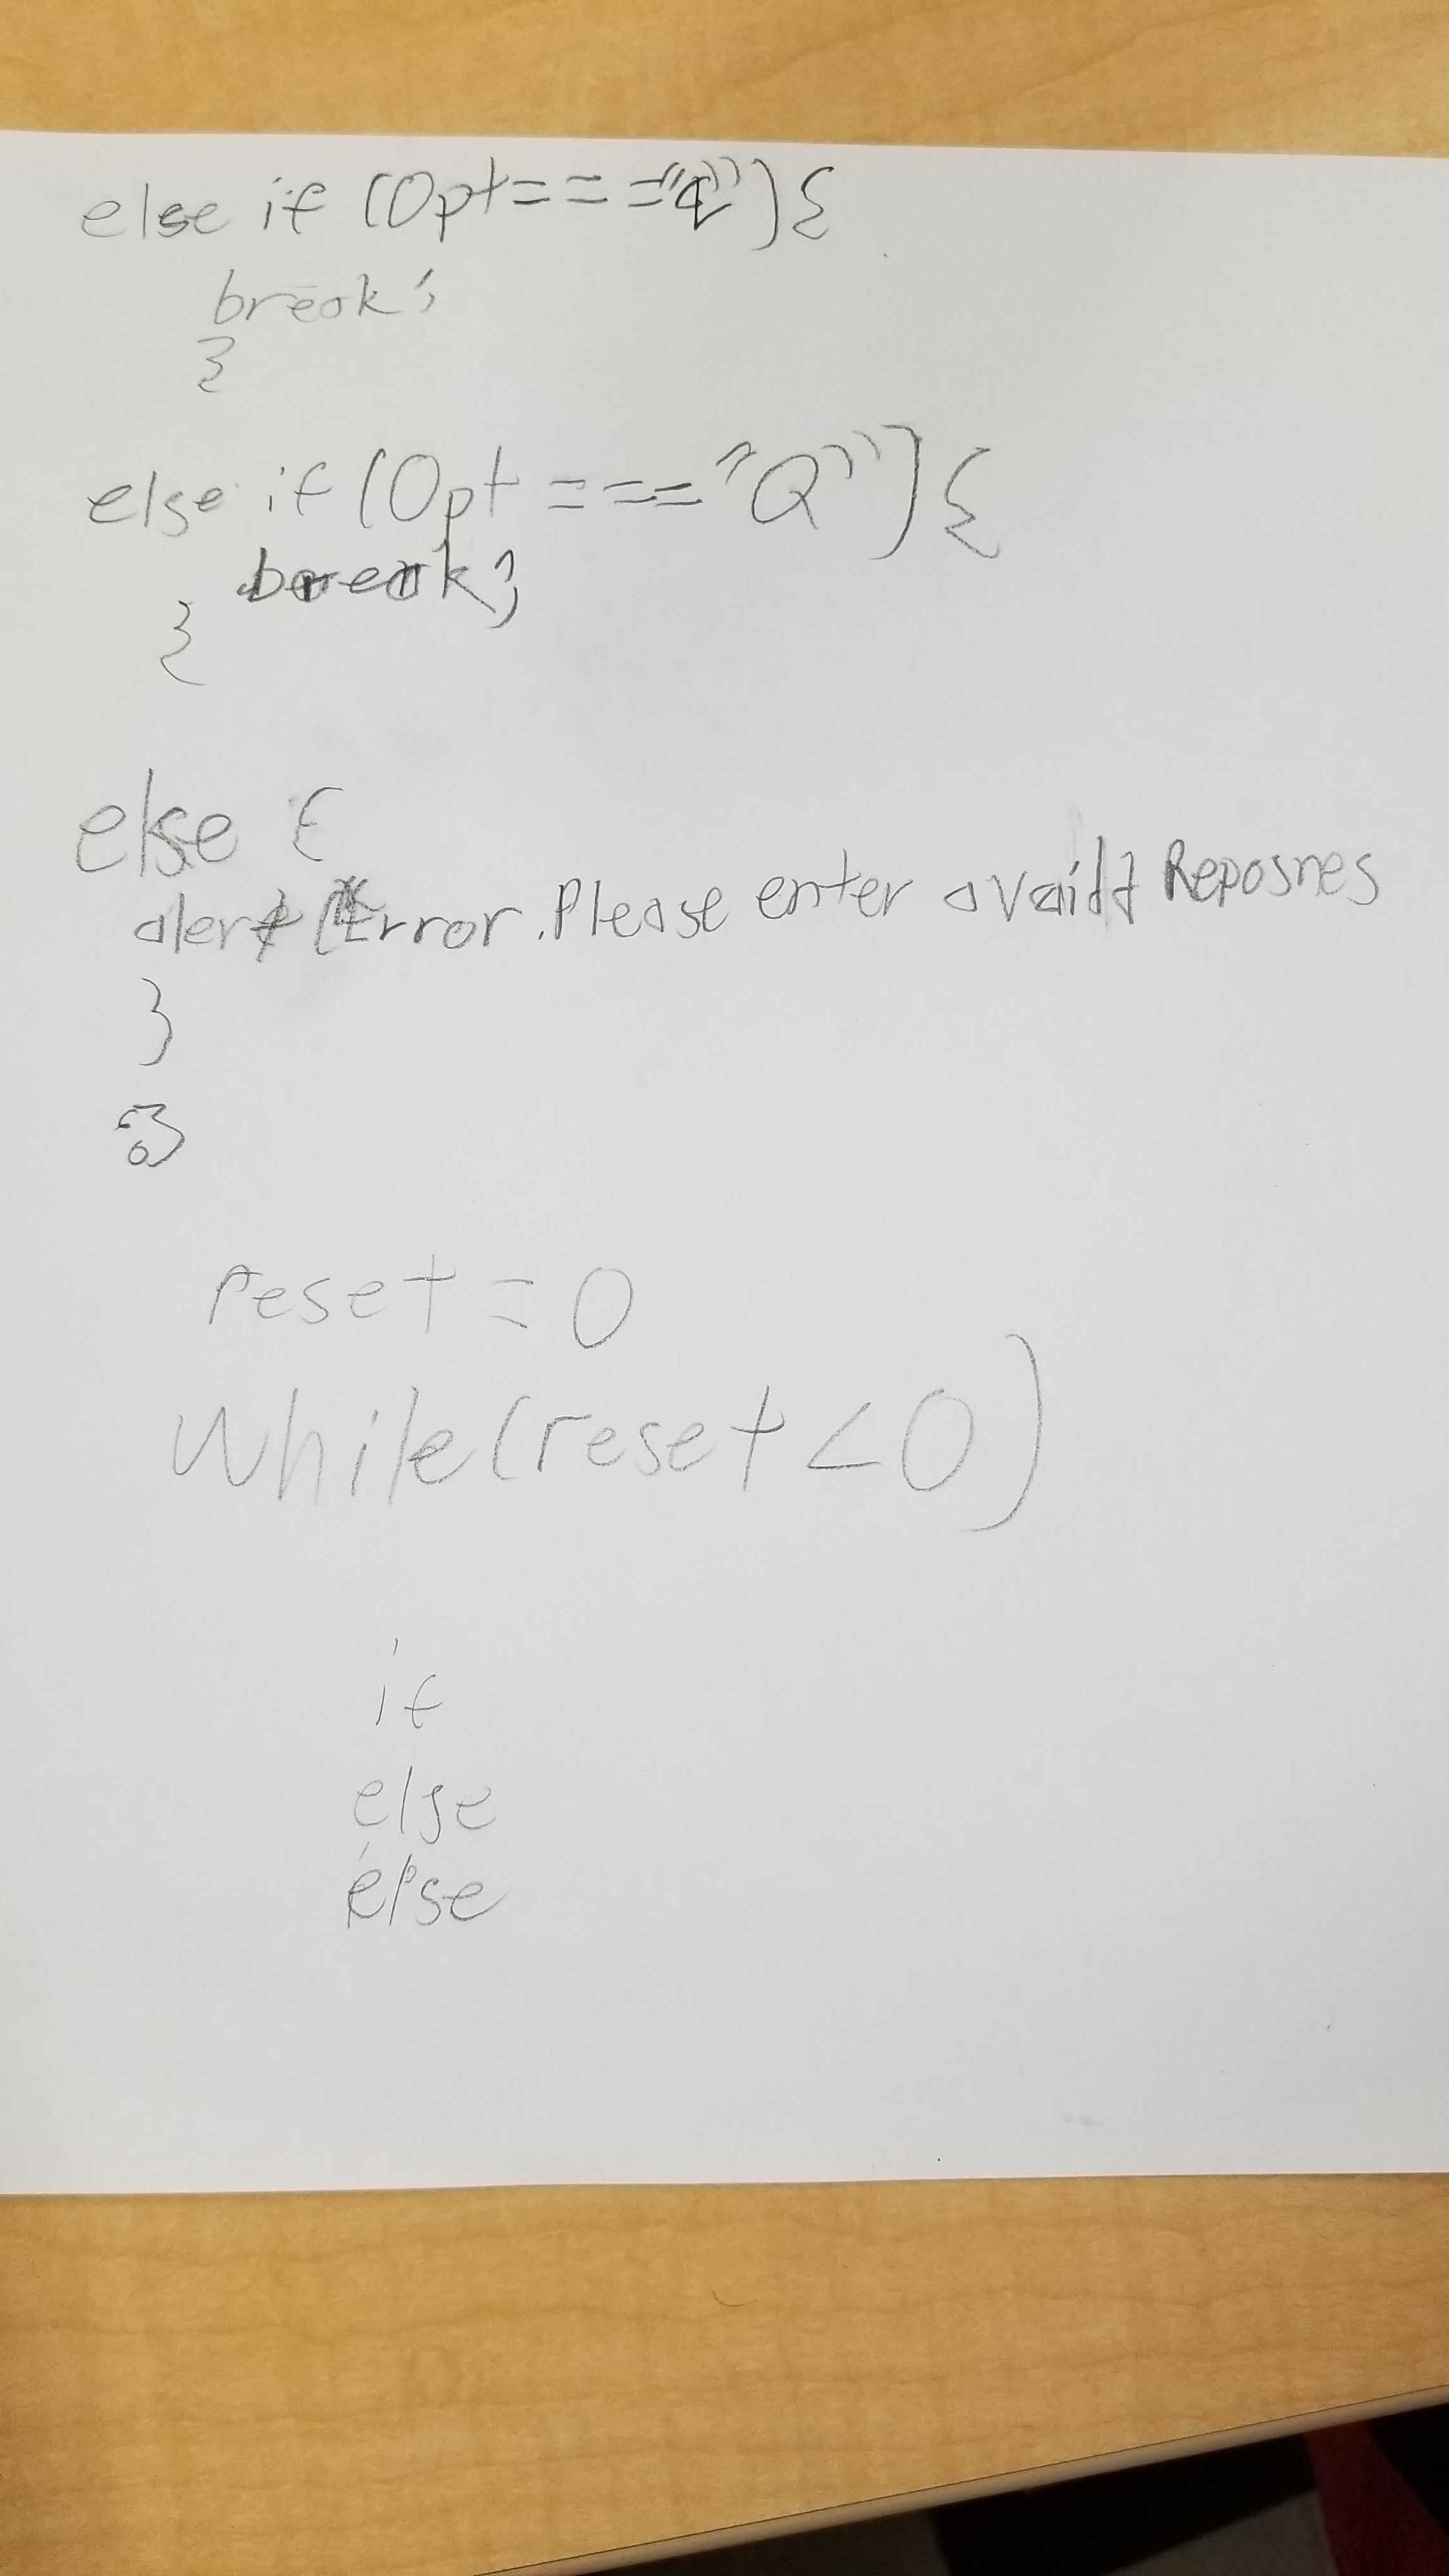 else if (Opt==="q"){
break;
}
else if (Opt ==="Q"){
break;
}
else {
alert("Error. Please enter a vaild Reposnes
}
}
reset = 0
while(reset<0)
if
else
else